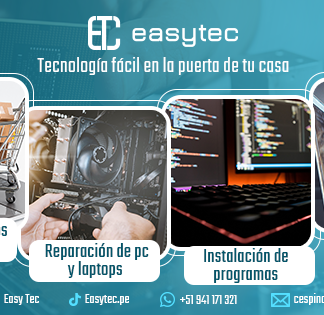 easytec
Tecnología fácil en la puerta de tu casa
Reparación de pc
y laptops
Instalación de
programas
Easy Tec
Easytec.pe
+51 941 171 321